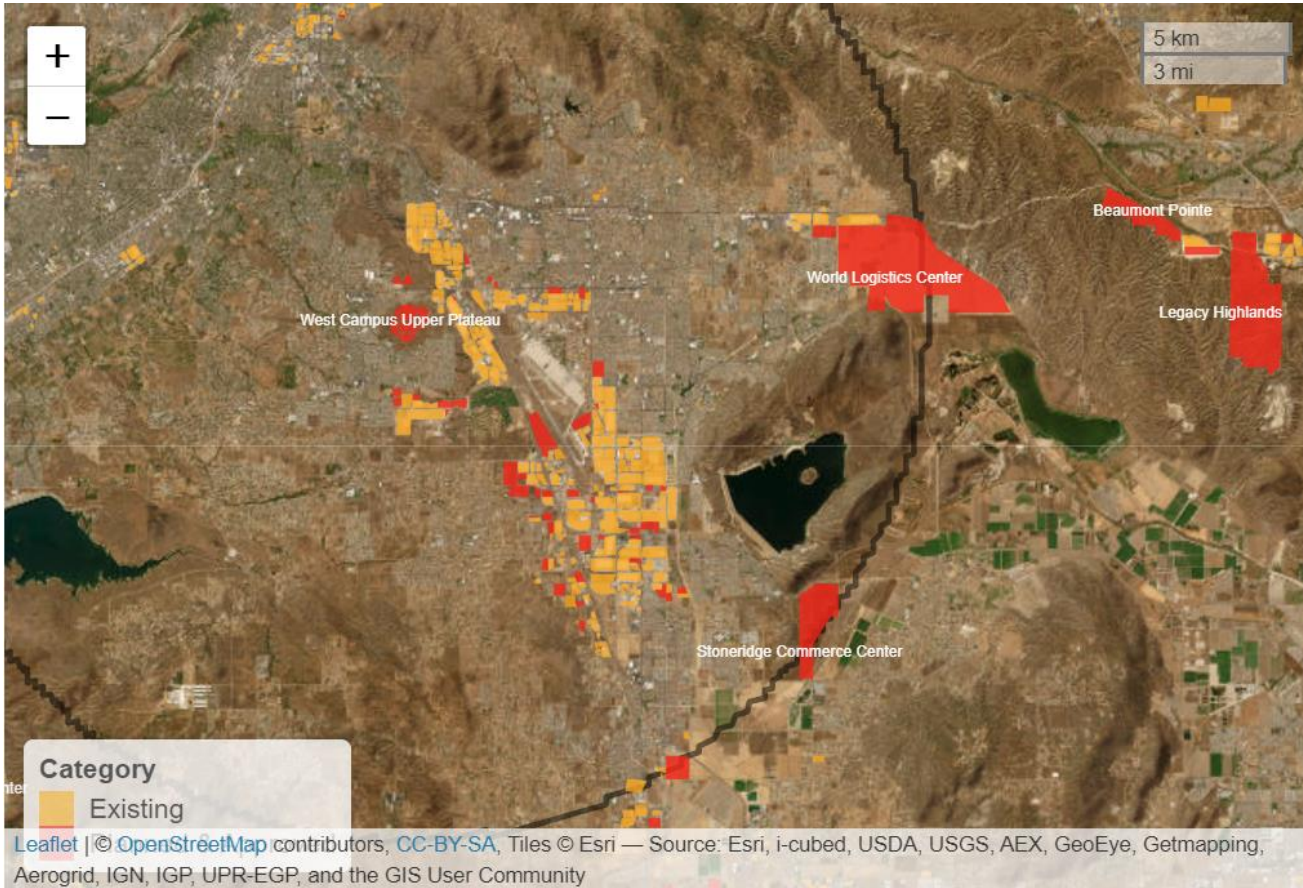 +
−
5 km
3 mi
Beaumont Pointe
World Logistics Center
Legacy Highlands
West Campus Upper Plateau
Stoneridge Commerce Center
Category
Existing
Leaflet | © OpenStreetMap contributors, CC-BY-SA, Tiles © Esri — Source: Esri, i-cubed, USDA, USGS, AEX, GeoEye, Getmapping,
Aerogrid, IGN, IGP, UPR-EGP, and the GIS User Community